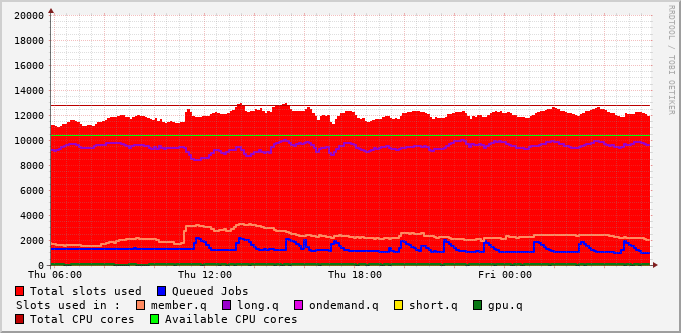 20000
18000
16000
14000
12000
10000
8000
6000
4000
2000
0
Thu 06:00 Thu 12:00 Thu 18:00 Fri 00:00
RRDTOOL / TOBI OETIKER
Total slots used Queued Jobs
Slots used in : member.q long.q ondemand.q short.q gpu.q
Total CPU cores Available CPU cores